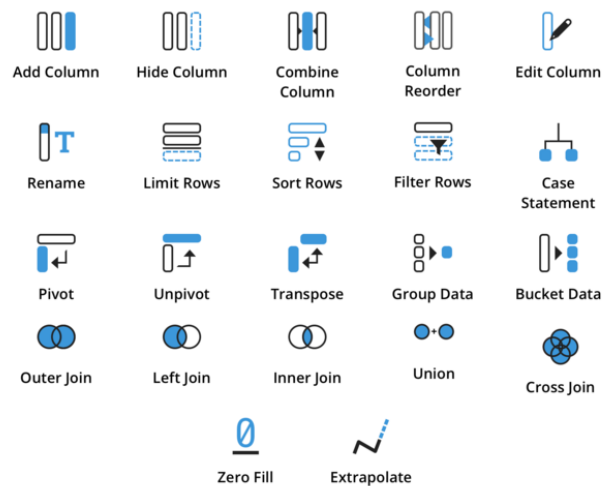 Add Column
Hide Column
Combine
Column
Column
Reorder
Edit Column
T
Rename
Limit Rows
Sort Rows
Filter Rows
Case
Statement
Pivot
Unpivot
Transpose
Group Data
Bucket Data
Outer Join
Left Join
Inner Join
Union
Cross Join
0
Zero Fill
Extrapolate